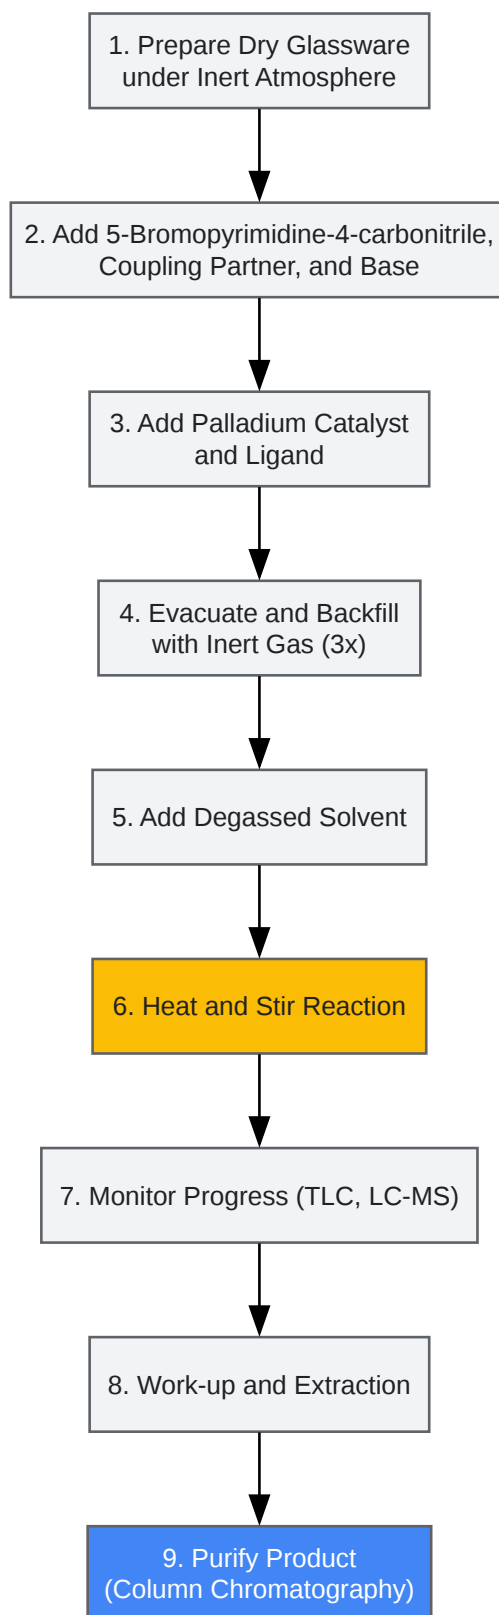 1. Prepare Dry Glassware
under Inert Atmosphere
2. Add 5-Bromopyrimidine-4-carbonitrile,
Coupling Partner, and Base
3. Add Palladium Catalyst
and Ligand
4. Evacuate and Backfill
with Inert Gas (3x)
5. Add Degassed Solvent
6. Heat and Stir Reaction
7. Monitor Progress (TLC, LC-MS)
8. Work-up and Extraction
9. Purify Product
(Column Chromatography)